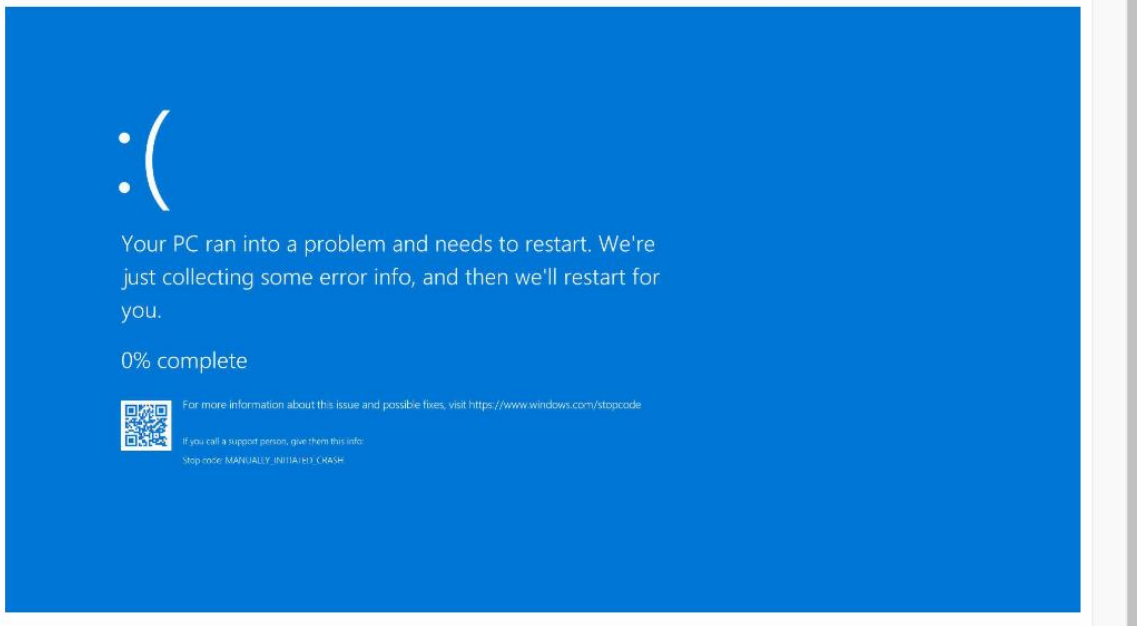 :(
Your PC ran into a problem and needs to restart. We're
just collecting some error info, and then we'll restart for
you.
0% complete
For more information about this issue and possible fixes, visit https://www.windows.com/stopcode
If you call a support person, give them this info:
Stop code: MANUALLY_INITIATED_CRASH